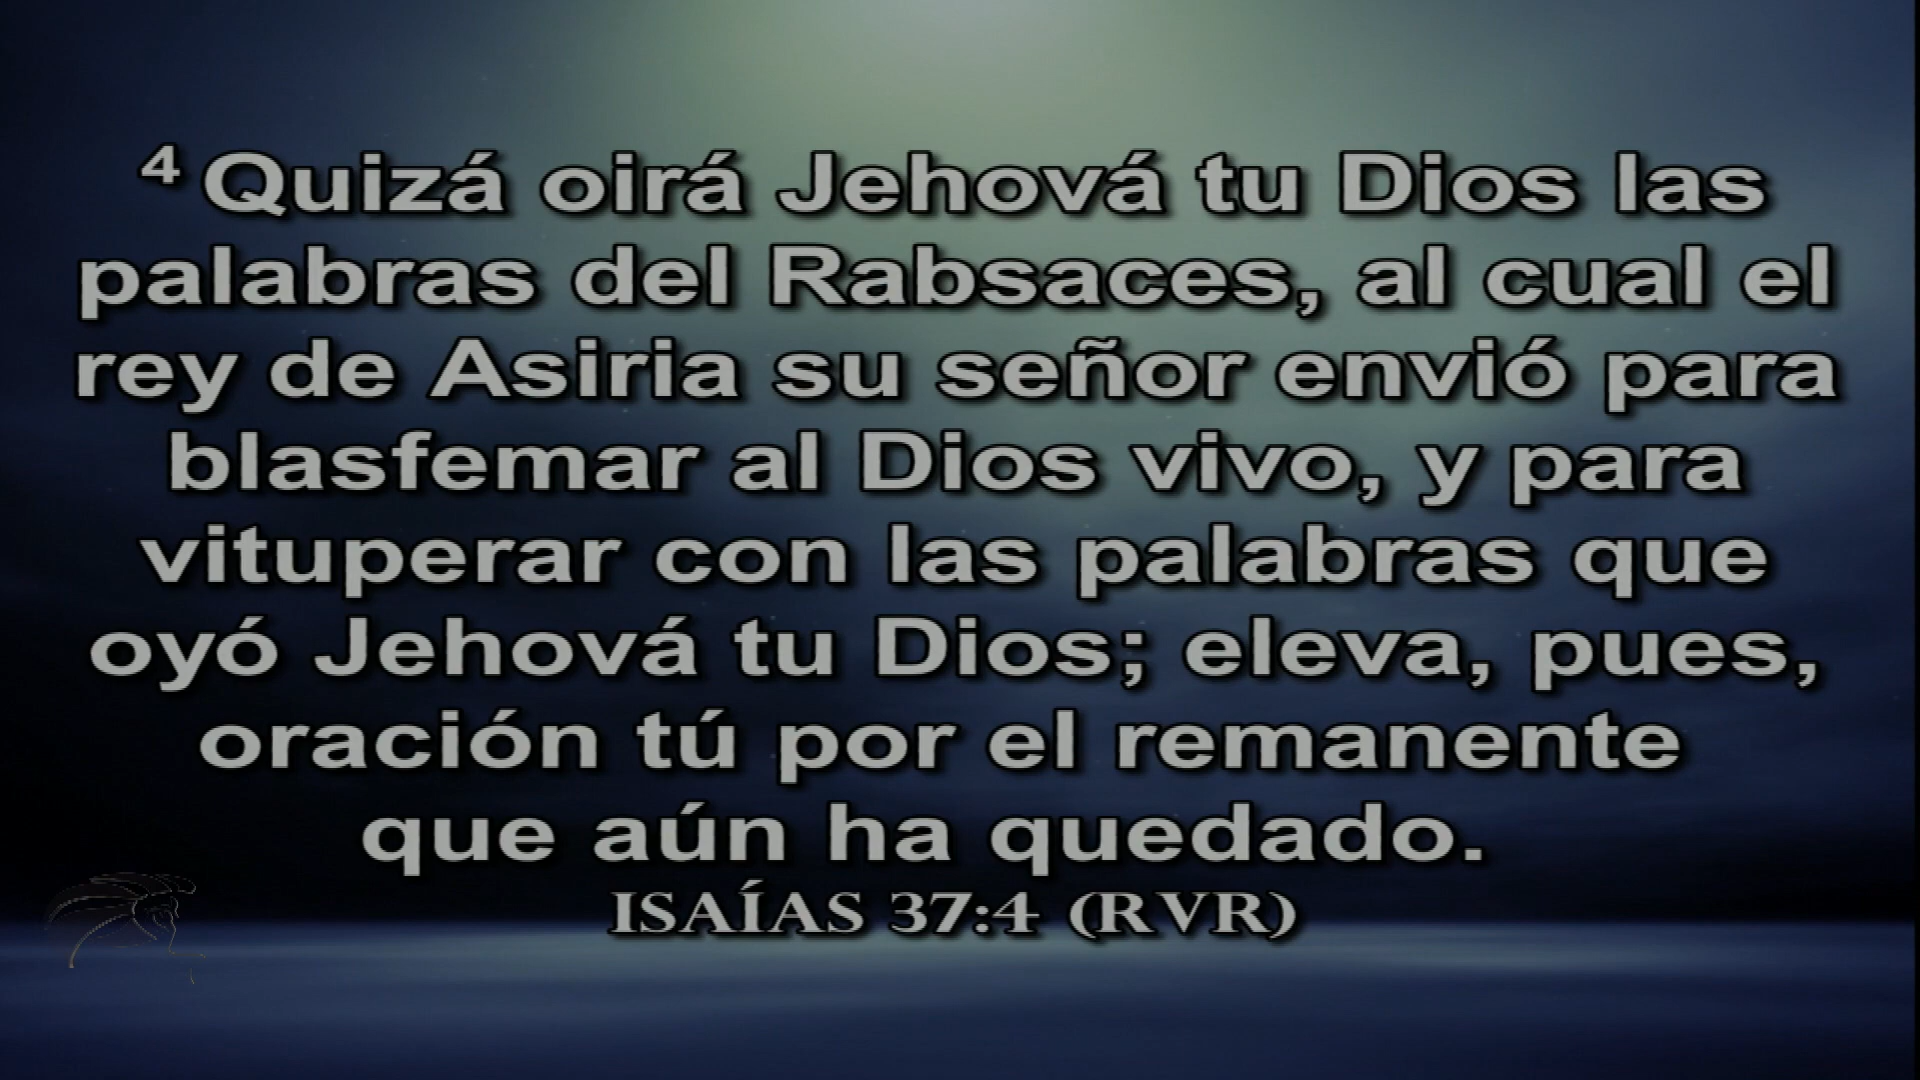 4 Quizá oirá Jehová tu Dios las
palabras del Rabsaces, al cual el
rey de Asiria su señor envió para
blasfemar al Dios vivo, y para
vituperar con las palabras que
oyó Jehová tu Dios; eleva, pues,
oración tú por el remanente
que aún ha quedado.
ISAÍAS 37:4 (RVR)